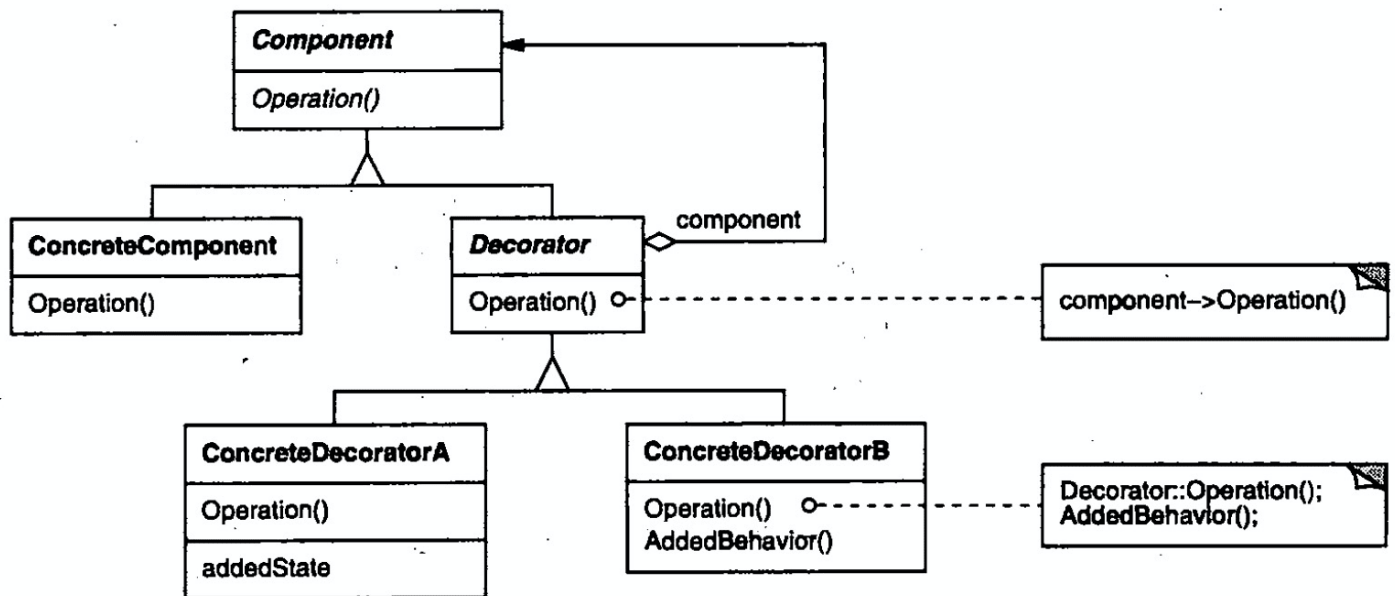 Component
Operation()
component
ConcreteComponent
Operation()
Decorator
Operation()
component->Operation()
ConcreteDecoratorA
Operation()
addedState
ConcreteDecoratorB
Operation()
AddedBehavior()
Decorator::Operation();
AddedBehavior();